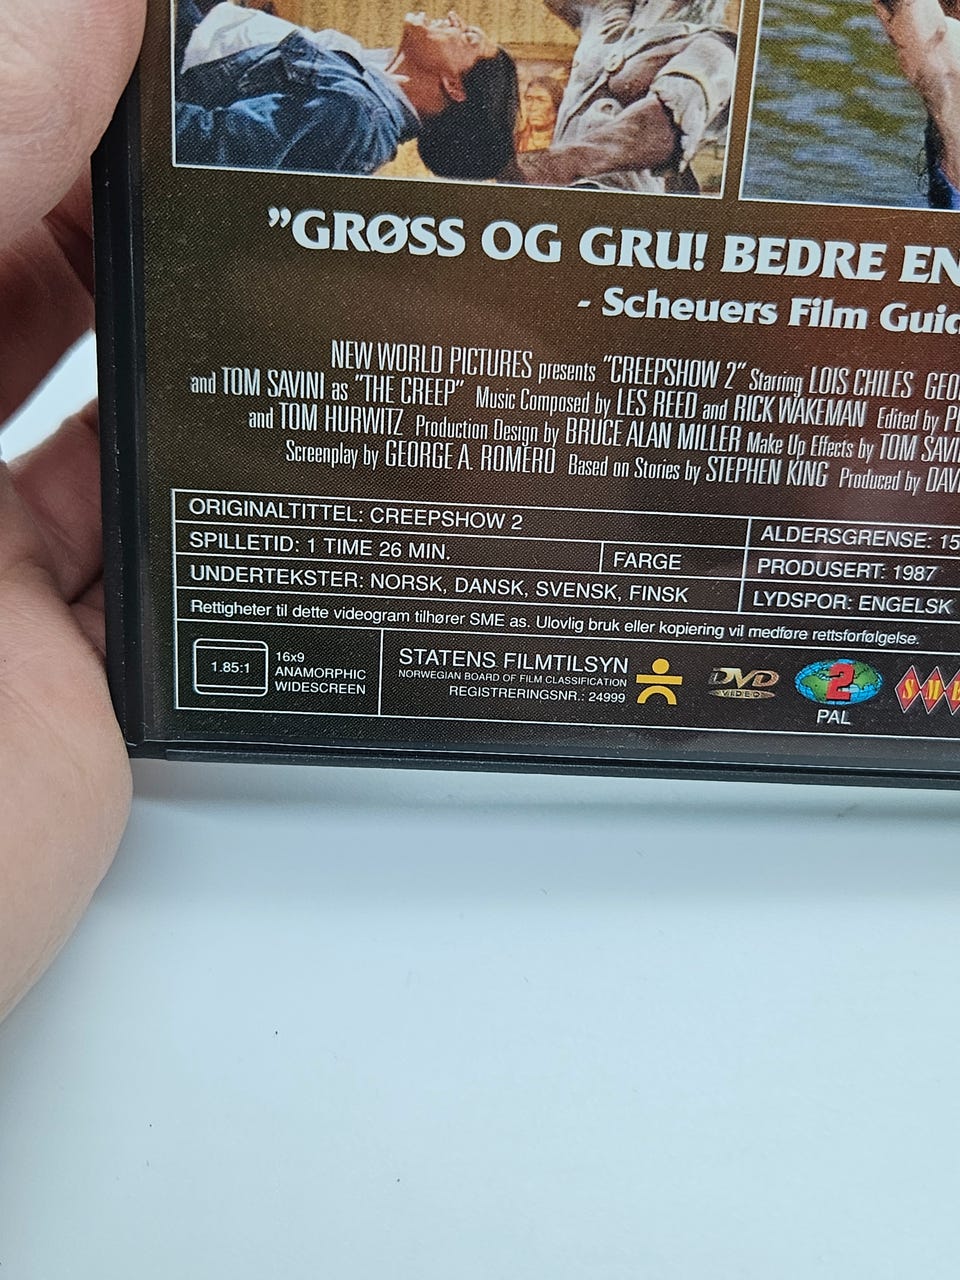 ”GRØSS OG GRU! BEDRE
- Scheuers Film
NEW WORLD PICTURES presents "CREEPSHOW 2" Starring LOIS CHILES
and TOM SAVINI as "THE CREEP" Music Composed by LES REED and RICK WAKEMAN Edited by
and TOM HURWITZ Production Design by BRUCE ALAN MILLER Make Up Effects by TOM
Screenplay by GEORGE A. ROMERO Based on Stories by STEPHEN KING Produced by
ORIGINALTITTEL: CREEPSHOW 2
ALDERSGRENSE: 15
SPILLETID: 1 TIME 26 MIN.
FARGE
PRODUSERT: 1987
UNDERTEKSTER: NORSK, DANSK, SVENSK, FINSK
LYDSPOR: ENGELSK
Rettigheter til dette videogram tilhører SME as. Ulovlig bruk eller kopiering vil medføre rettsforfølgelse.
1.85:1
16x9
ANAMORPHIC
WIDESCREEN
STATENS FILMTILSYN
NORWEGIAN BOARD OF FILM CLASSIFICATION
REGISTRERINGSNR.: 24999
DVD
VIDEO
2
PAL
SME